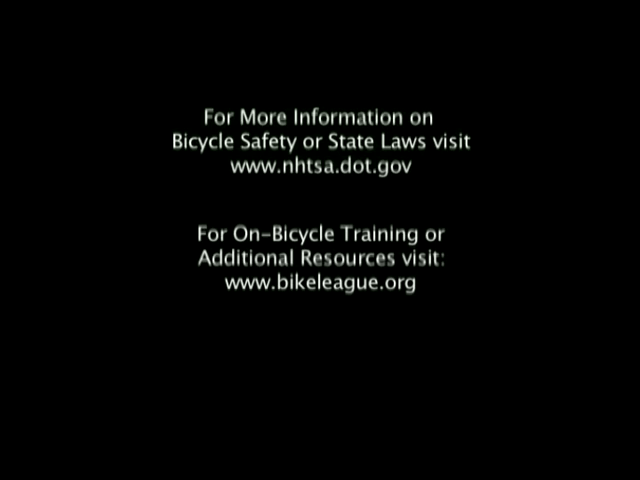 For More Information on
Bicycle Safety or State Laws visit
www.nhtsa.dot.gov
For On-Bicycle Training or
Additional Resources visit:
www.bikeleague.org